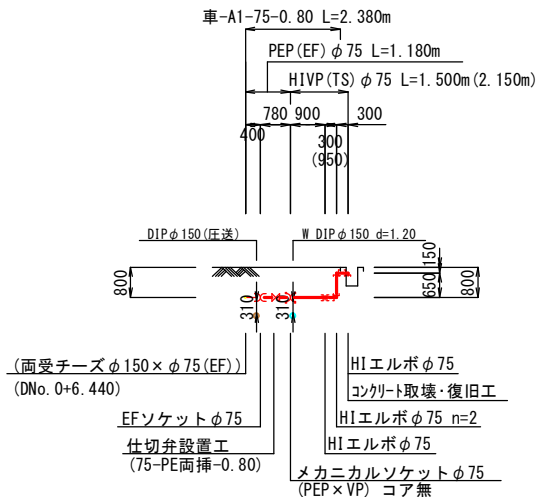 車-A1-75-0.80 L=2.380m
PEP(EF)φ75 L=1.180m
HIVP(TS)φ75 L=1.500m(2.150m)
780 900 300
400 300
(950)
DIPφ150(圧送) W DIPφ150 d=1.20
800 150 650 800
310 310
(両受チーズφ150×φ75(EF))
(DNo.0+6.440)
HIエルボφ75
コンクリート取壊・復旧工
EFソケットφ75
HIエルボφ75 n=2
仕切弁設置工
(75-PE両挿-0.80)
HIエルボφ75
メカニカルソケットφ75
(PEP×VP) コア無